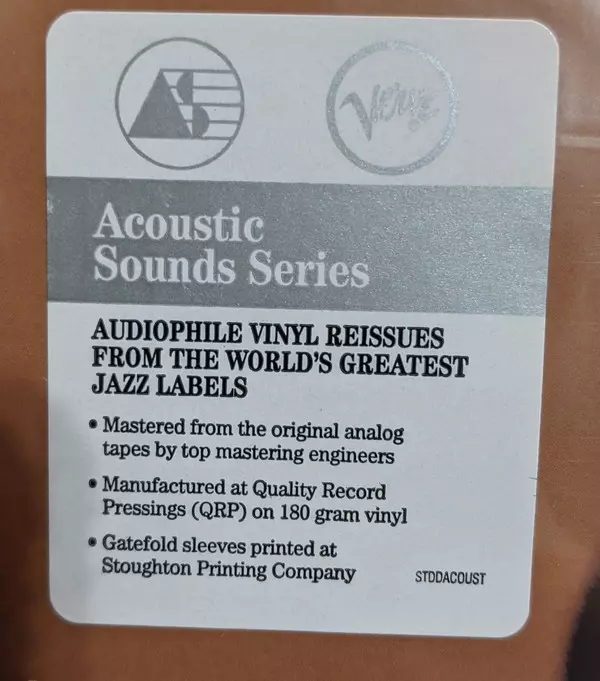 AS
Verve
Acoustic
Sounds Series
AUDIOPHILE VINYL REISSUES
FROM THE WORLD'S GREATEST
JAZZ LABELS
• Mastered from the original analog
tapes by top mastering engineers
• Manufactured at Quality Record
Pressings (QRP) on 180 gram vinyl
• Gatefold sleeves printed at
Stoughton Printing Company
STDDACOUST